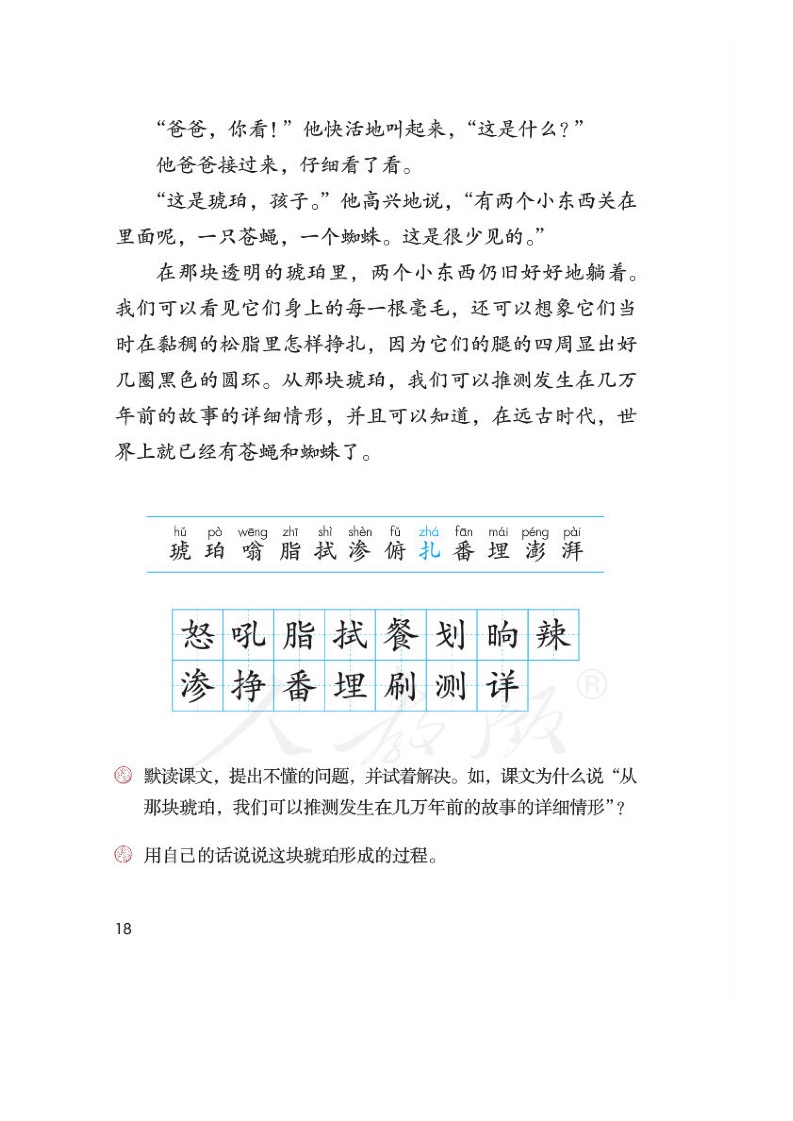 “爸爸，你看！”他快活地叫起来，“这是什么？”
他爸爸接过来，仔细看了看。
“这是琥珀，孩子。”他高兴地说，“有两个小东西关在
里面呢，一只苍蝇，一个蜘蛛。这是很少见的。”
在那块透明的琥珀里，两个小东西仍旧好好地躺着。
我们可以看见它们身上的每一根毫毛，还可以想象它们当
时在黏稠的松脂里怎样挣扎，因为它们的腿的四周显出好
几圈黑色的圆环。从那块琥珀，我们可以推测发生在几万
年前的故事的详细情形，并且可以知道，在远古时代，世
界上就已经有苍蝇和蜘蛛了。
hǔ pò wēng zhī shì shèn fǔ zhá fān mái péng pài
琥 珀 嗡 脂 拭 渗 俯 扎 番 埋 澎 湃
怒 吼 脂 拭 餐 划 晌 辣
渗 挣 番 埋 刷 测 详
人教版®
默读课文，提出不懂的问题，并试着解决。如，课文为什么说“从
那块琥珀，我们可以推测发生在几万年前的故事的详细情形”？
用自己的话说说这块琥珀形成的过程。
18